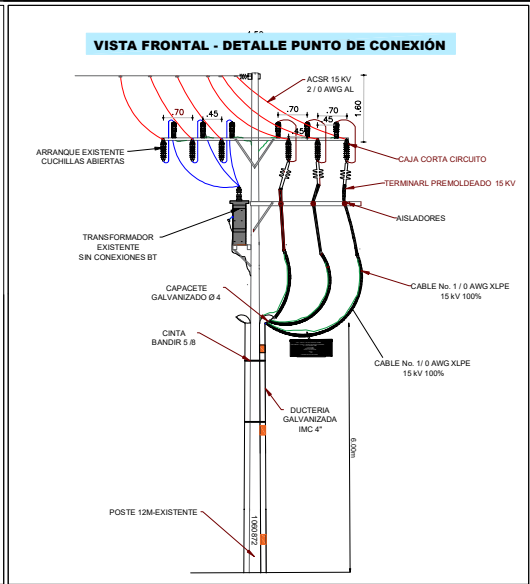 VISTA FRONTAL - DETALLE PUNTO DE CONEXIÓN
ACSR 15 KV
2 / 0 AWG AL
1.60
.70
.45
.70
.45
.45
ARRANQUE EXISTENTE
CUCHILLAS ABIERTAS
CAJA CORTA CIRCUITO
TERMINARL PREMOLDEADO 15 KV
AISLADORES
TRANSFORMADOR
EXISTENTE
SIN CONEXIONES BT
CAPACETE
GALVANIZADO Ø 4
CABLE No. 1 / 0 AWG XLPE
15 kV 100%
CINTA
BANDIR 5 /8
CABLE No. 1/ 0 AWG XLPE
15 kV 100%
DUCTERIA
GALVANIZADA
IMC 4"
6.00m
POSTE 12M-EXISTENTE
1060872